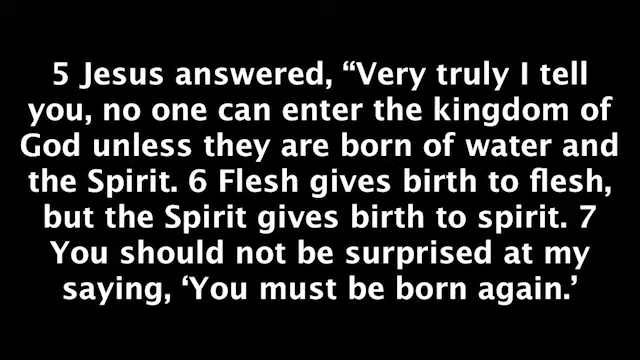 5 Jesus answered, “Very truly I tell
you, no one can enter the kingdom of
God unless they are born of water and
the Spirit. 6 Flesh gives birth to flesh,
but the Spirit gives birth to spirit. 7
You should not be surprised at my
saying, ‘You must be born again.’